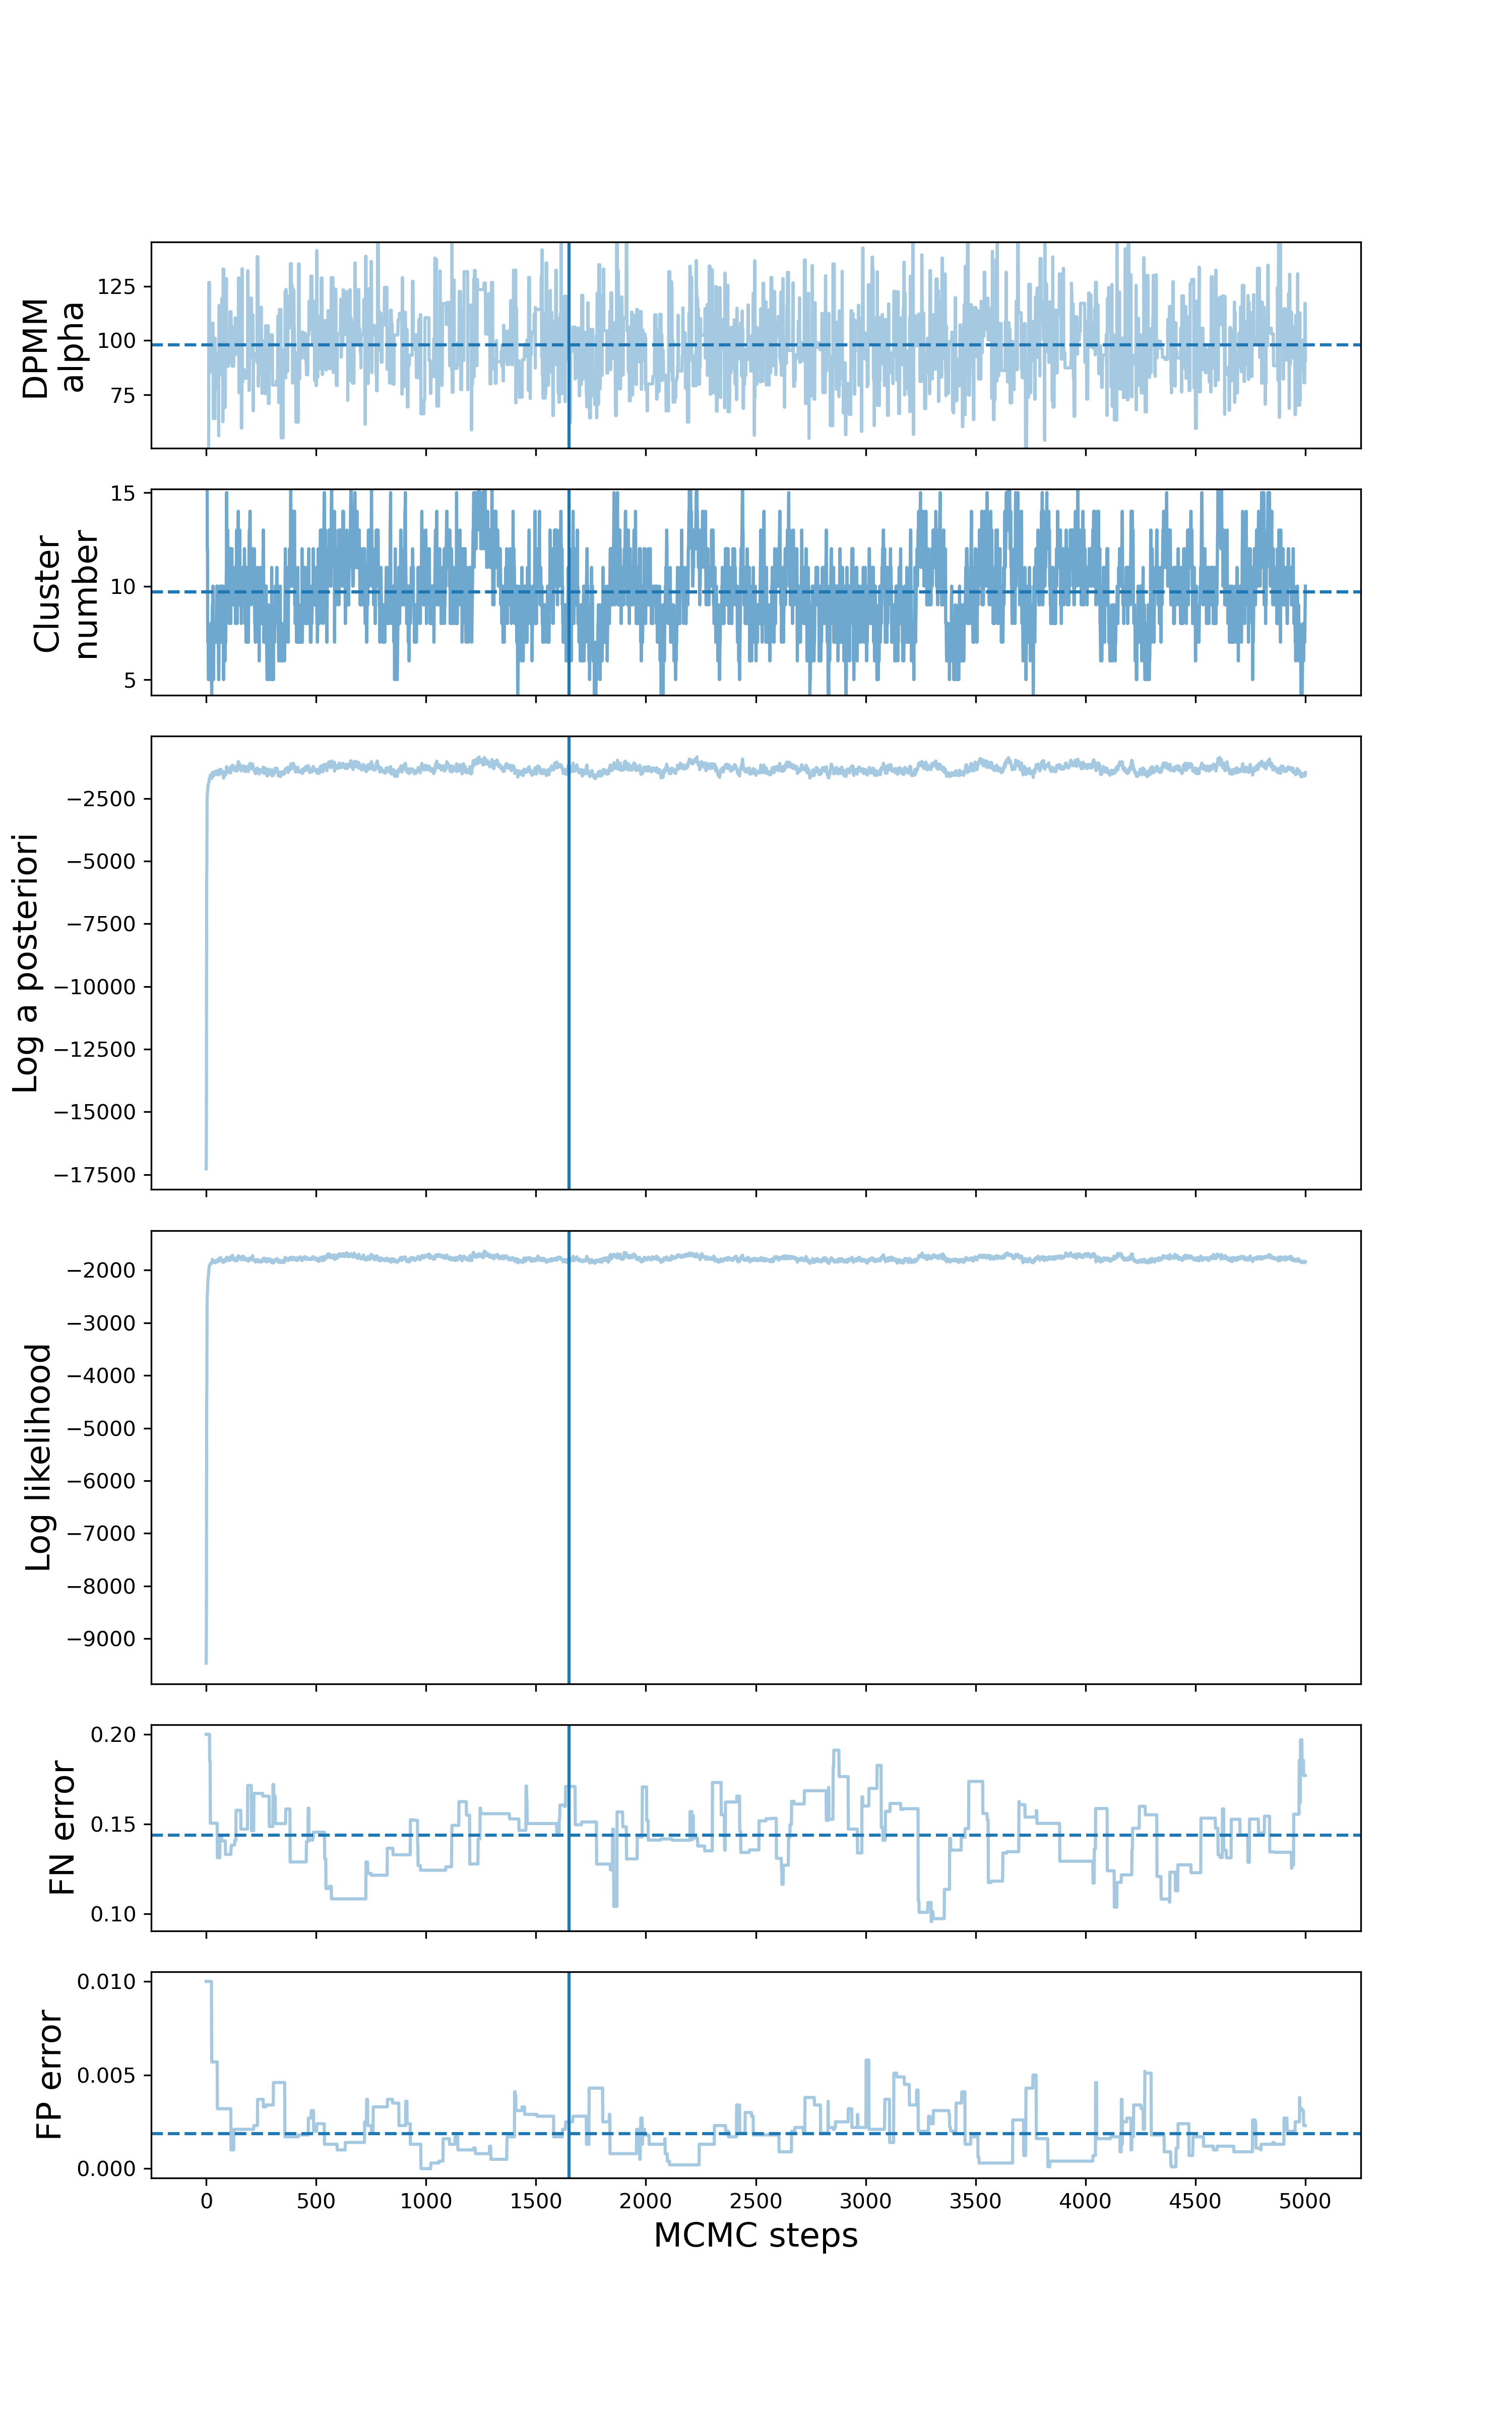 DPMM
alpha
125
100
75
Cluster
number
15
10
5
Log a posteriori
−2500
−5000
−7500
−10000
−12500
−15000
−17500
Log likelihood
−2000
−3000
−4000
−5000
−6000
−7000
−8000
−9000
FN error
0.20
0.15
0.10
FP error
0.010
0.005
0.000
0 500 1000 1500 2000 2500 3000 3500 4000 4500 5000
MCMC steps